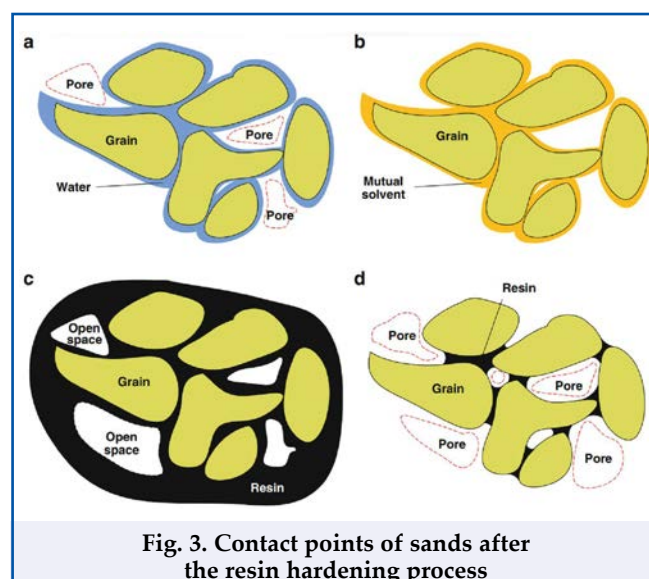 a
b
Pore
Grain
Pore
Water
Pore
Grain
Mutual
solvent
c
d
Open
space
Grain
Open
space
Resin
Resin
Pore
Grain
Pore
Pore
Pore
Fig. 3. Contact points of sands after
the resin hardening process